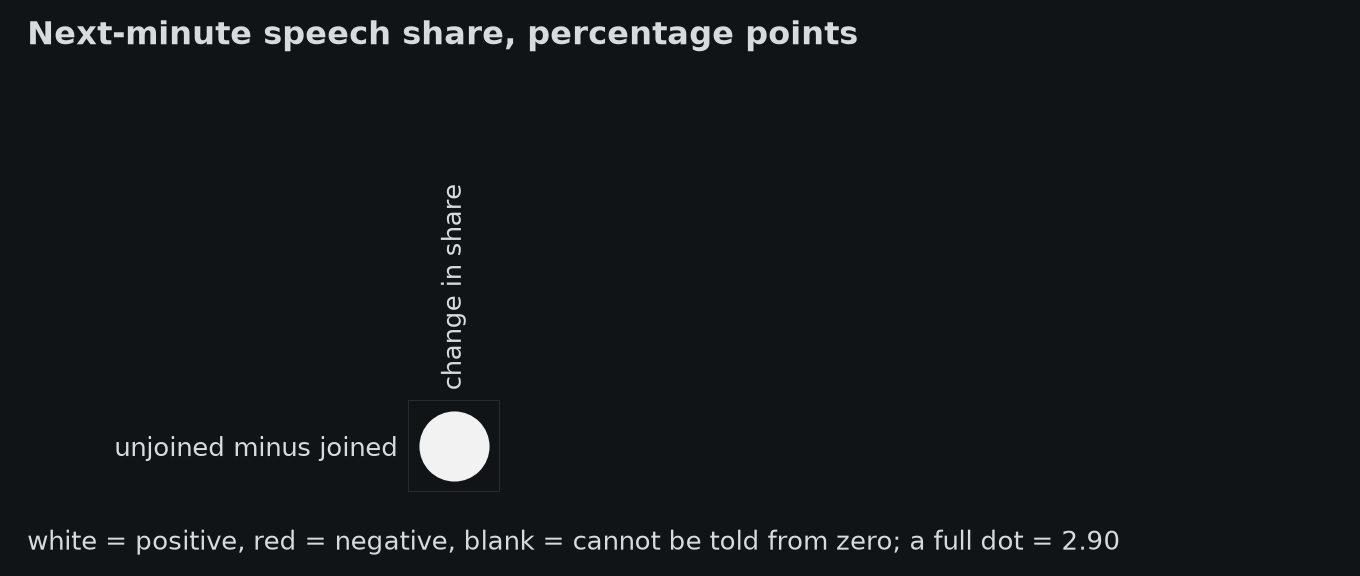 Next-minute speech share, percentage points
change in share
unjoined minus joined
white = positive, red = negative, blank = cannot be told from zero; a full dot = 2.90